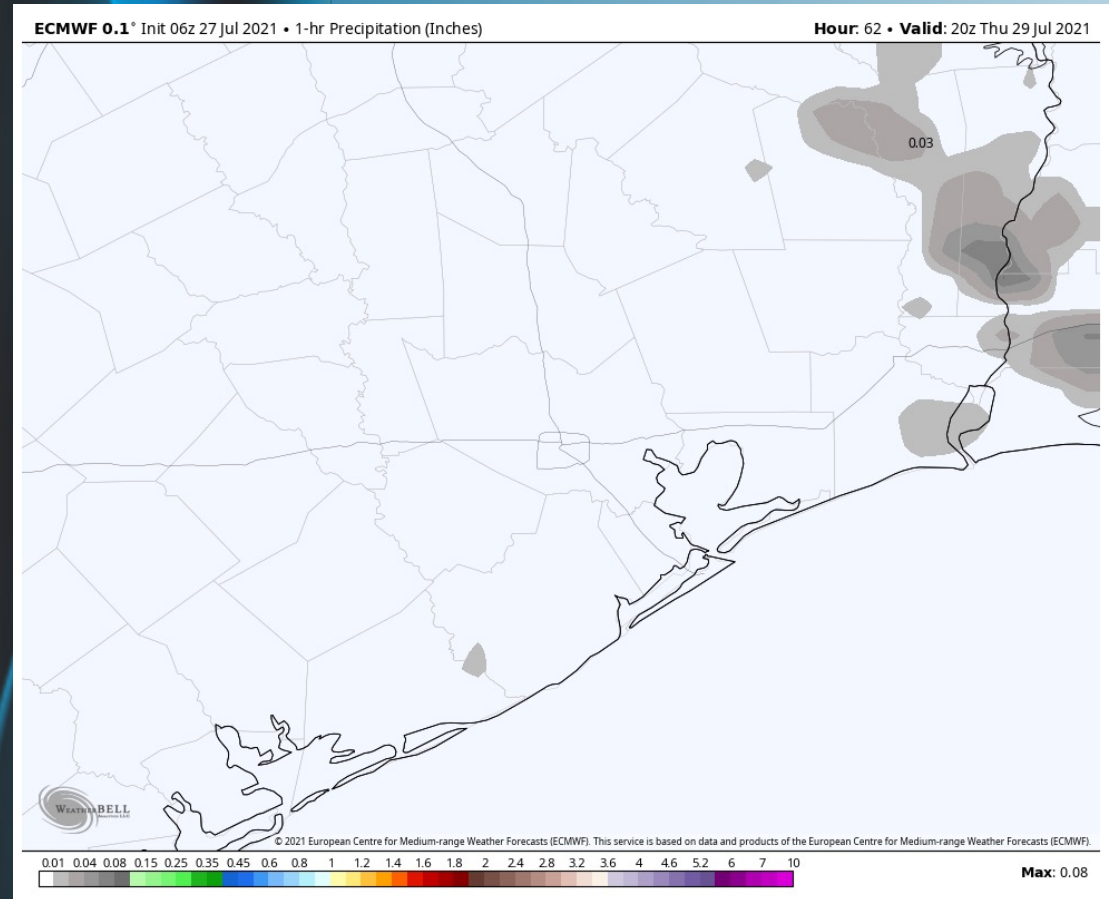 ECMWF 0.1° Init 06z 27 Jul 2021 • 1-hr Precipitation (Inches) Hour: 62 • Valid: 20z Thu 29 Jul 2021
0.03
WEATHERBELL
© 2021 European Centre for Medium-range Weather Forecasts (ECMWF). This service is based on data and products of the European Centre for Medium-range Weather Forecasts (ECMWF).
0.01 0.04 0.08 0.15 0.25 0.35 0.45 0.6 0.8 1 1.2 1.4 1.6 1.8 2 2.4 2.8 3.2 3.6 4 4.6 5.2 6 7 10
Max: 0.08